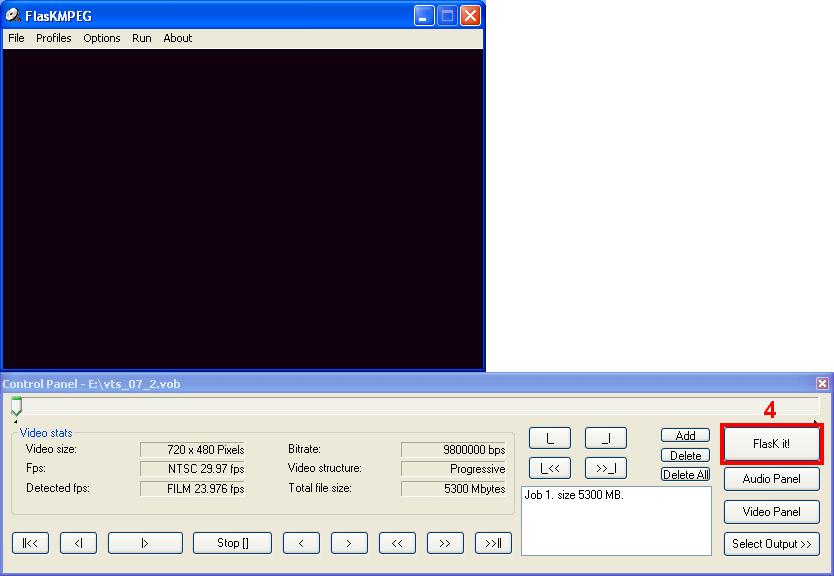 FlasKMPEG
File Profiles Options Run About
Control Panel - E:\vts_07_2.vob
4
Video stats
Video size: 720 x 480 Pixels
Bitrate: 9800000 bps
Fps: NTSC 29.97 fps
Video structure: Progressive
Detected fps: FILM 23.976 fps
Total file size: 5300 Mbytes
|_ _|
|_<< >>_|
Add
Delete
Delete All
Job 1. size 5300 MB.
FlasK it!
Audio Panel
Video Panel
Select Output >>
||<< <| |> Stop [] < > << >> >>||